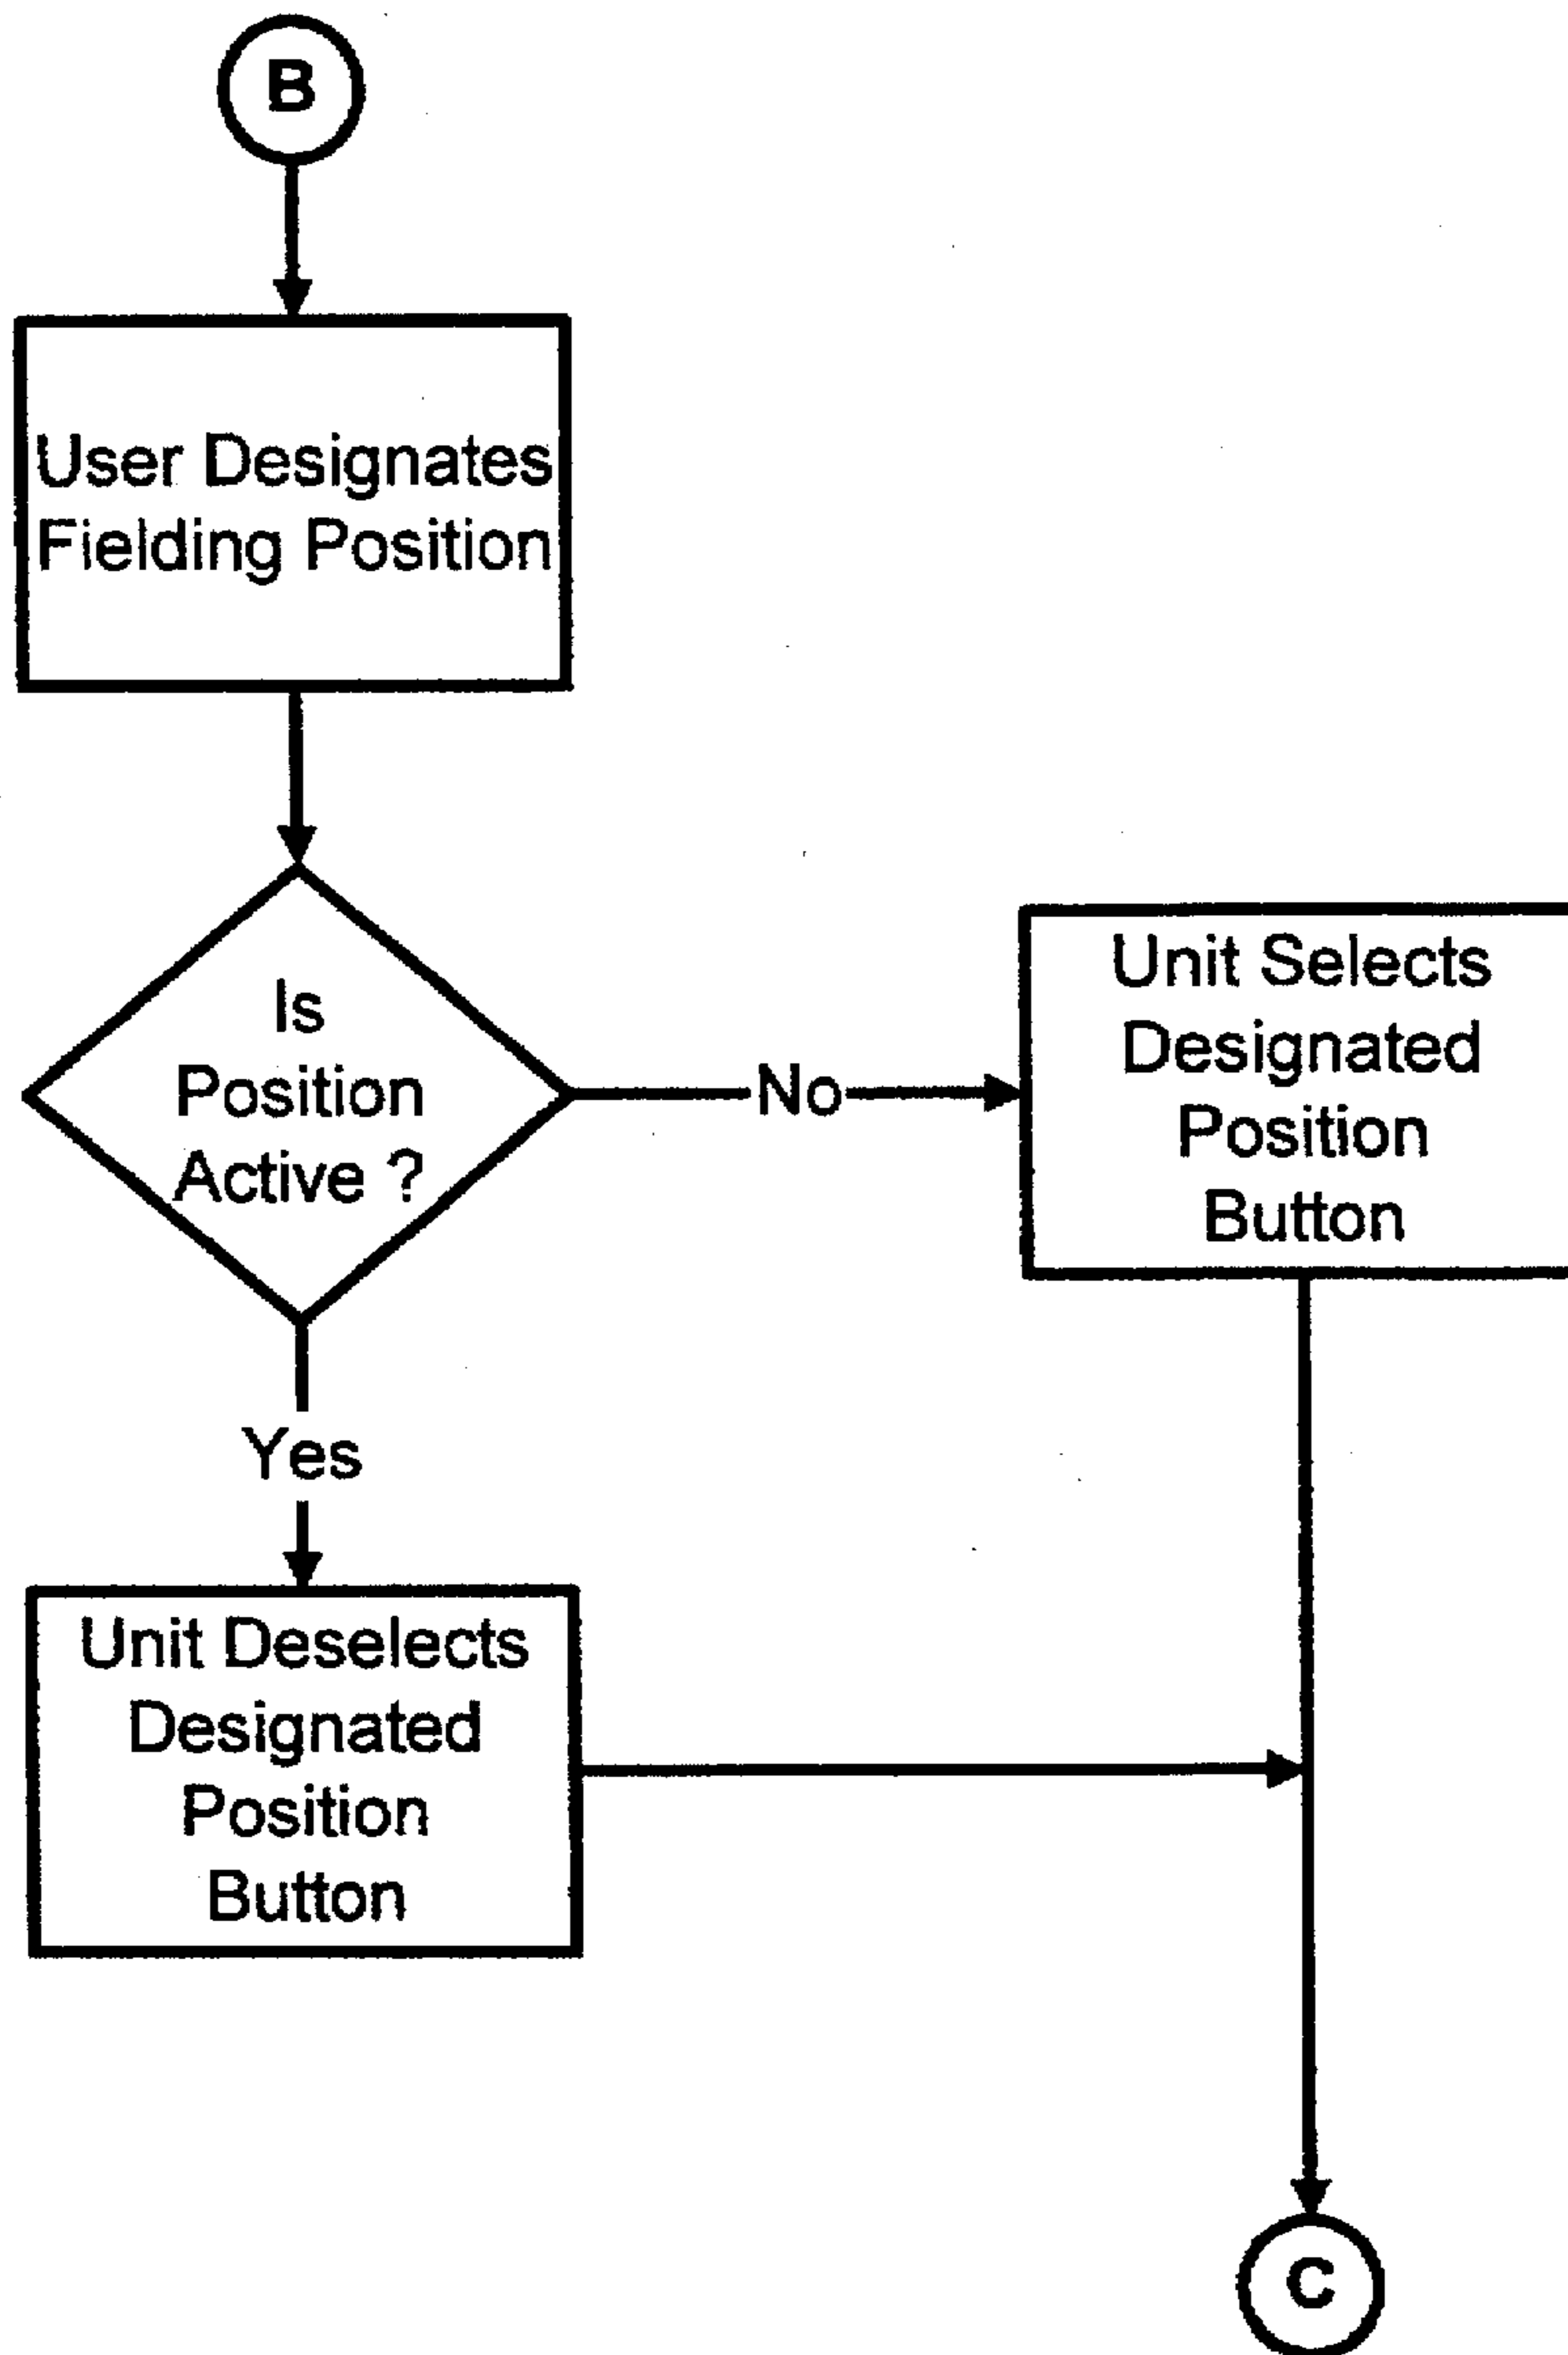 B
User Designates
Fielding Position
Is
Position
Active ?
No
Unit Selects
Designated
Position
Button
Yes
Unit Deselects
Designated
Position
Button
C